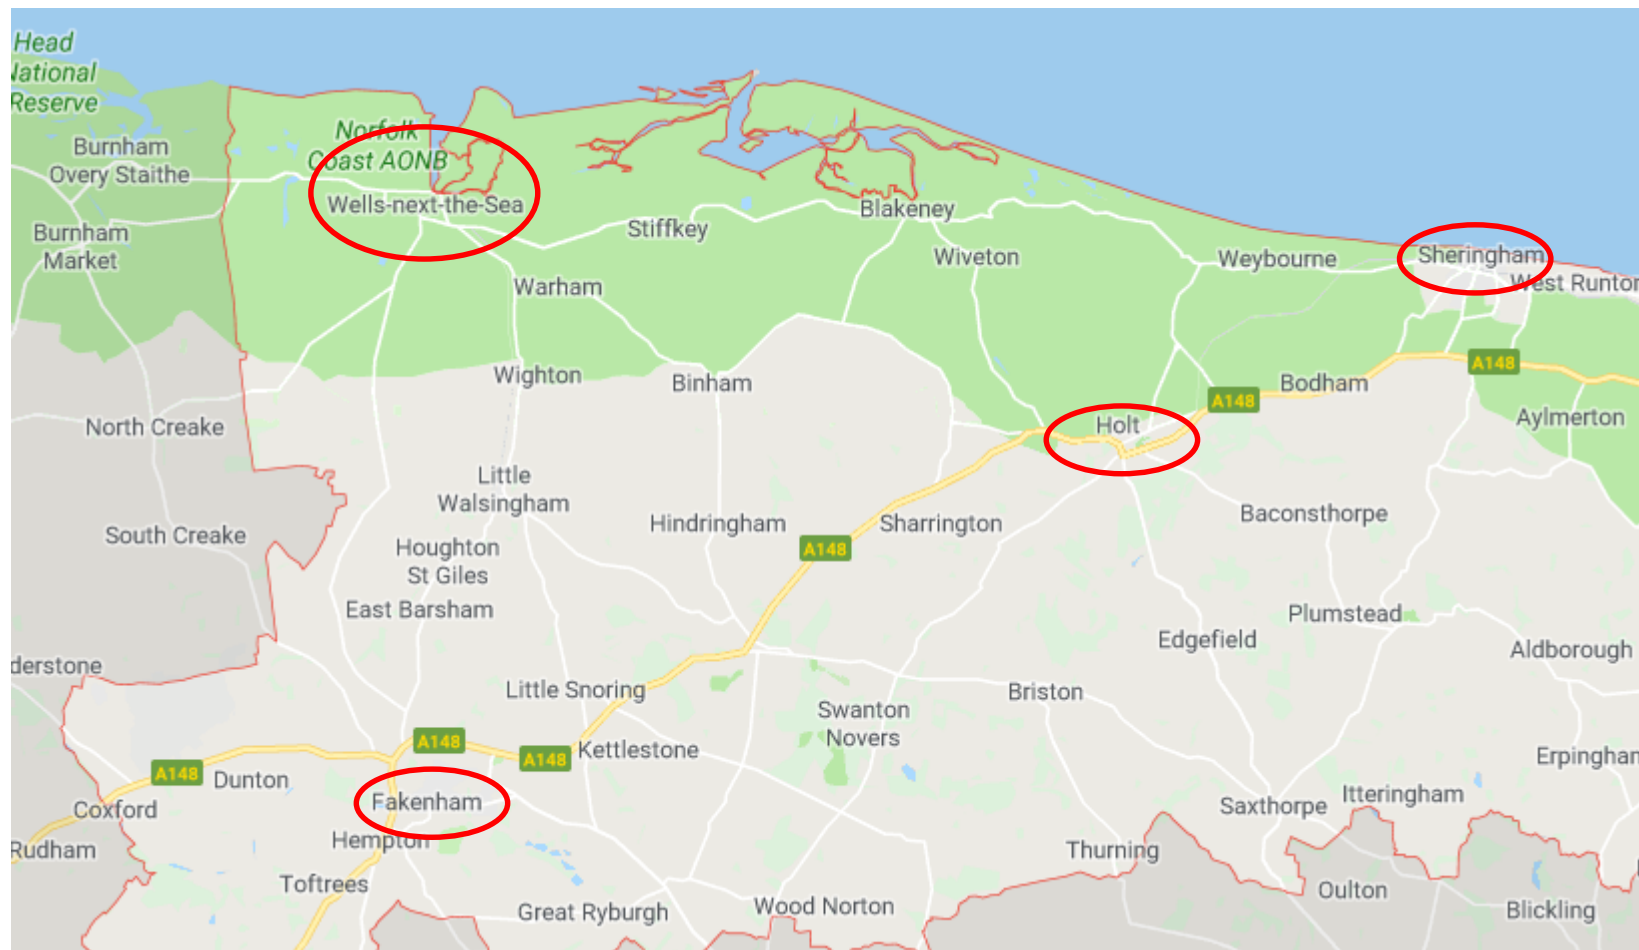 Head
National
Reserve
Burnham
Overy Staithe
Norfolk
Coast AONB
Wells-next-the-Sea
Burnham
Market
Stiffkey
Blakeney
Wiveton
Weybourne
Sheringham
West Runton
Warham
Wighton
Binham
A148
Bodham
A148
Aylmerton
North Creake
Holt
Little
Walsingham
South Creake
Hindringham
Sharrington
Baconsthorpe
A148
Houghton
St Giles
East Barsham
Plumstead
Edgefield
Aldborough
derstone
Little Snoring
Briston
Swanton
Novers
A148
A148
Kettlestone
Erpingham
A148
Dunton
Coxford
Fakenham
Saxthorpe
Itteringham
Rudham
Hempton
Thurning
Toftrees
Oulton
Great Ryburgh
Wood Norton
Blickling